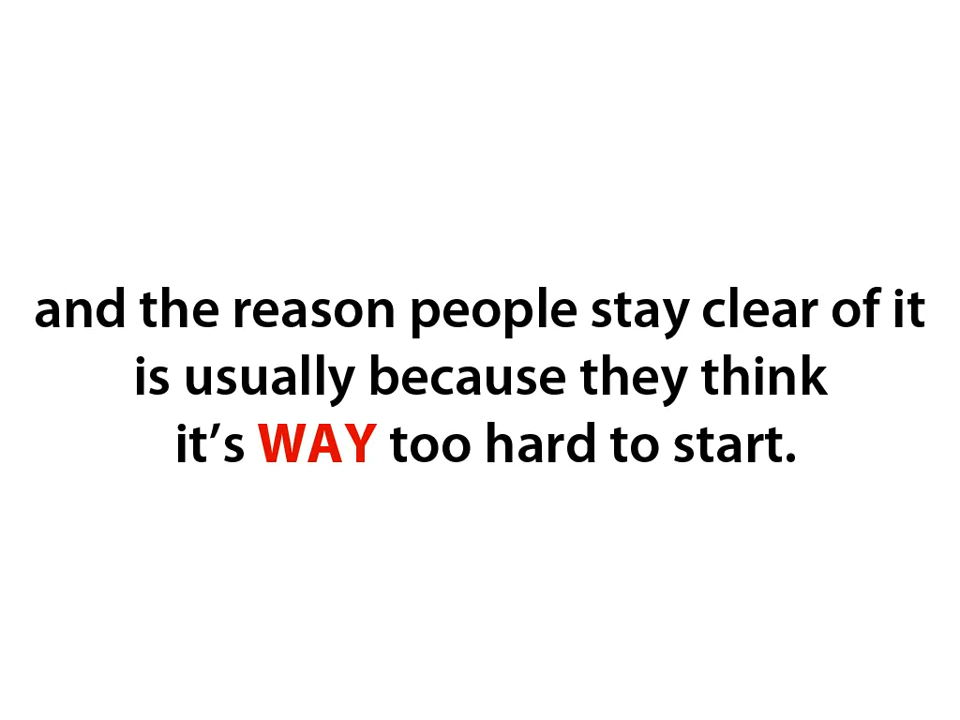 and the reason people stay clear of it
is usually because they think
it’s WAY too hard to start.